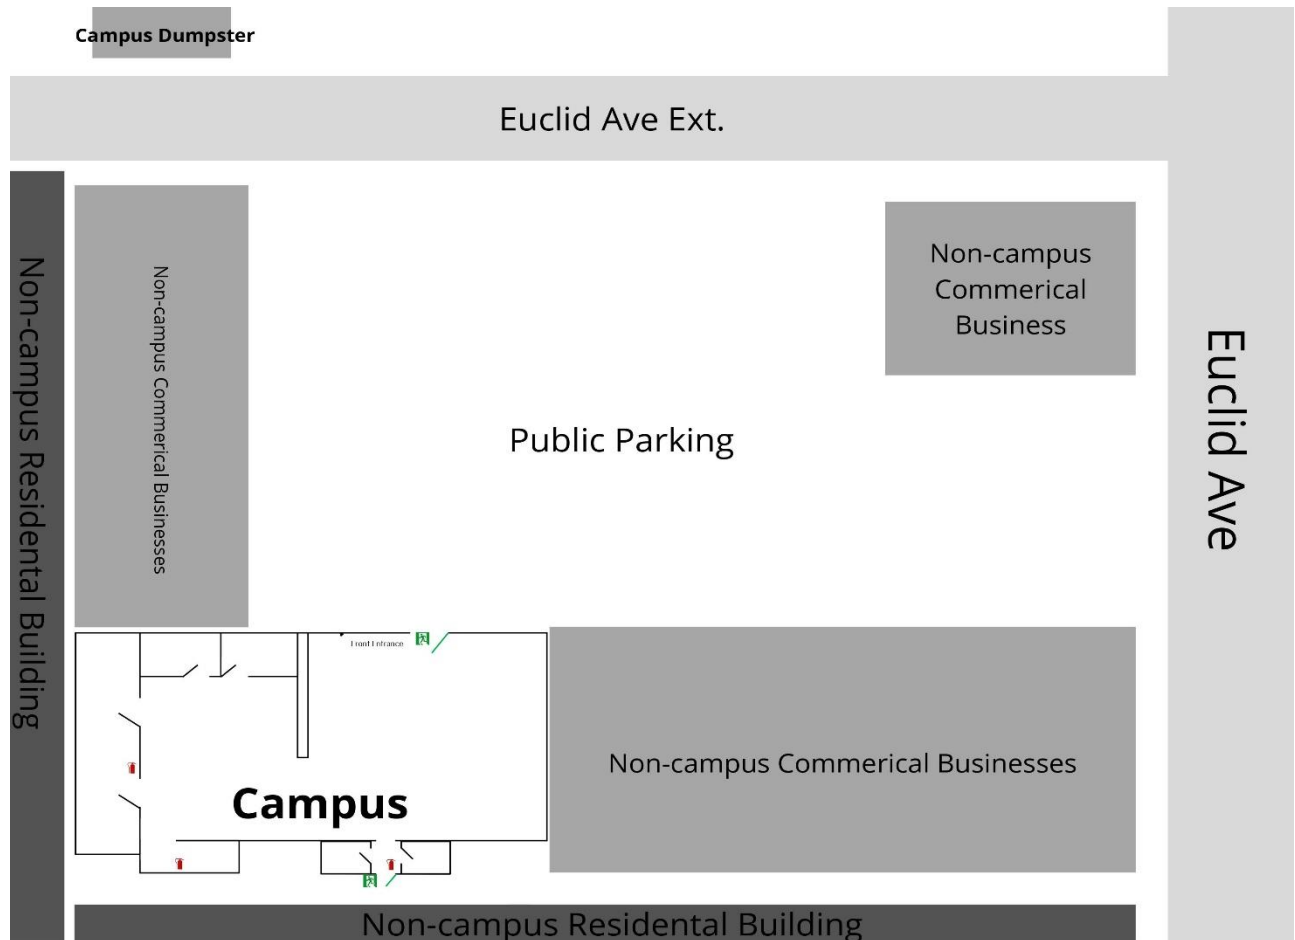 Campus Dumpster
Euclid Ave Ext.
Non-campus Residental Building
Non-campus Commerical Businesses
Non-campus
Commerical
Business
Euclid Ave
Public Parking
Front Entrance
Campus
Non-campus Commerical Businesses
Non-campus Residental Building